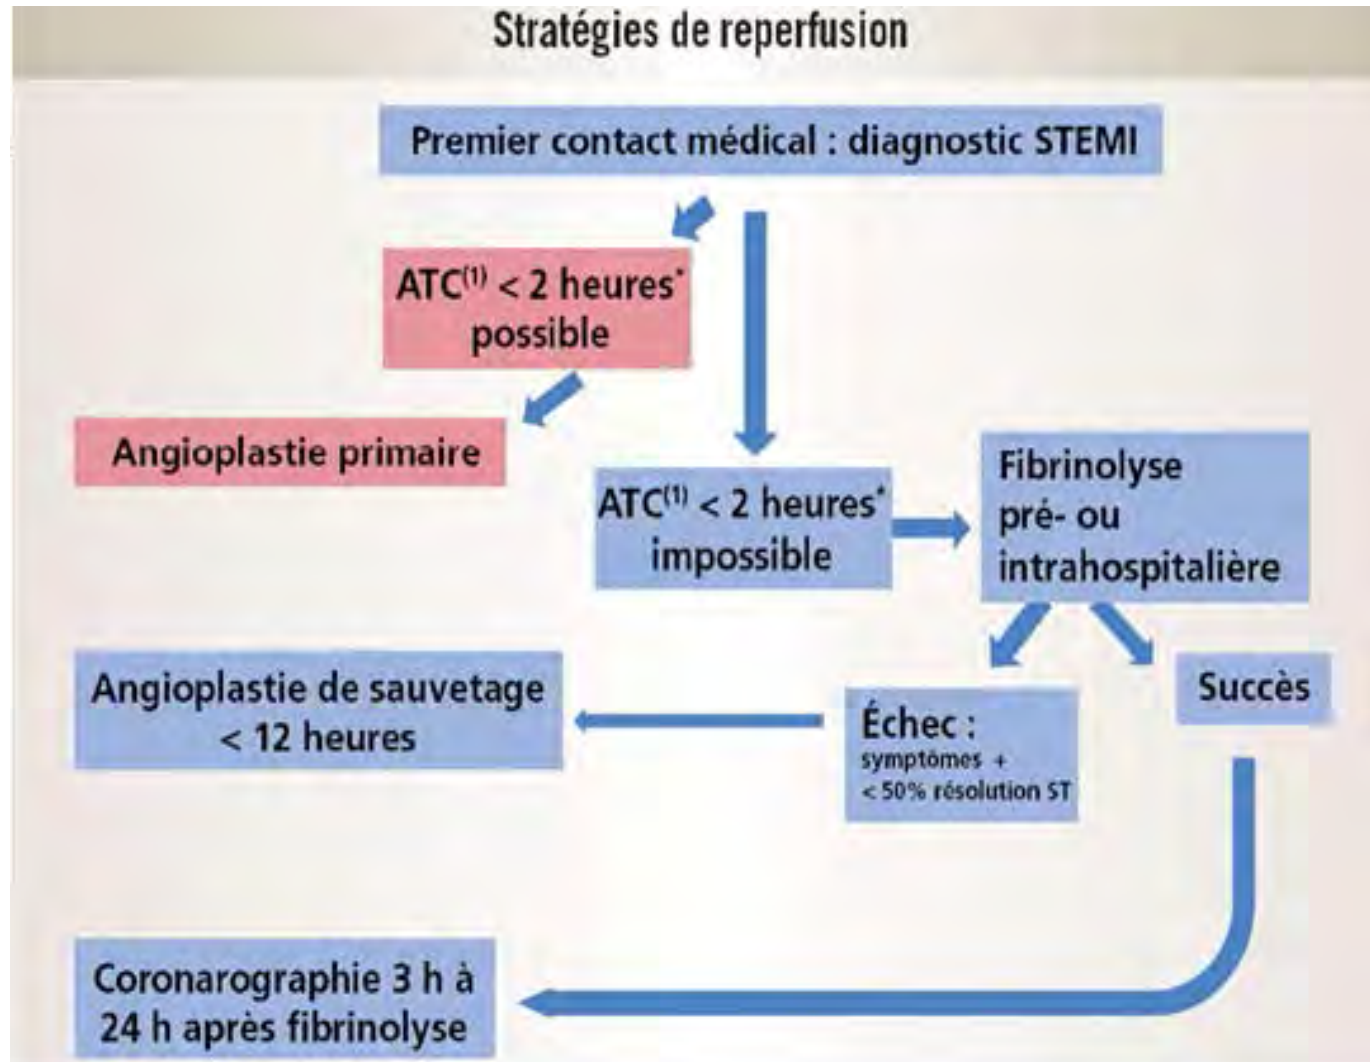 Stratégies de reperfusion
Premier contact médical : diagnostic STEMI
ATC(1) < 2 heures*
possible
Angioplastie primaire
ATC(1) < 2 heures*
impossible
Fibrinolyse
pré- ou
intrahospitalière
Angioplastie de sauvetage
< 12 heures
Échec :
symptômes +
< 50% résolution ST
Succès
Coronarographie 3 h à
24 h après fibrinolyse